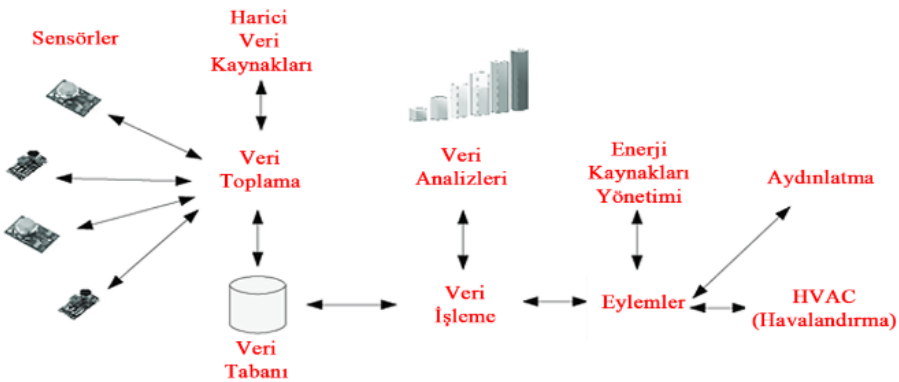 Sensörler
Harici
Veri
Kaynakları
Veri
Toplama
Veri
Tabanı
Veri
Analizleri
Veri
İşleme
Enerji
Kaynakları
Yönetimi
Eylemler
Aydınlatma
HVAC
(Havalandırma)